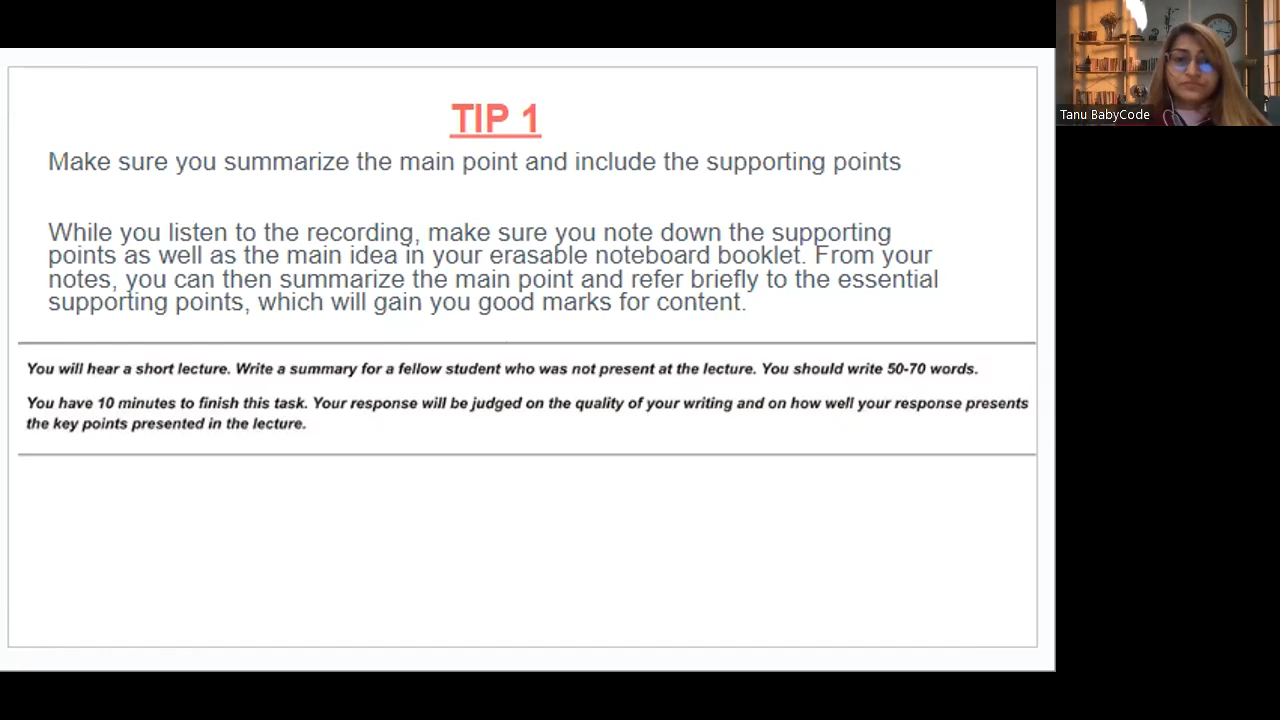 TIP 1
Make sure you summarize the main point and include the supporting points
While you listen to the recording, make sure you note down the supporting
points as well as the main idea in your erasable noteboard booklet. From your
notes, you can then summarize the main point and refer briefly to the essential
supporting points, which will gain you good marks for content.
You will hear a short lecture. Write a summary for a fellow student who was not present at the lecture. You should write 50-70 words.
You have 10 minutes to finish this task. Your response will be judged on the quality of your writing and on how well your response presents
the key points presented in the lecture.
Tanu BabyCode